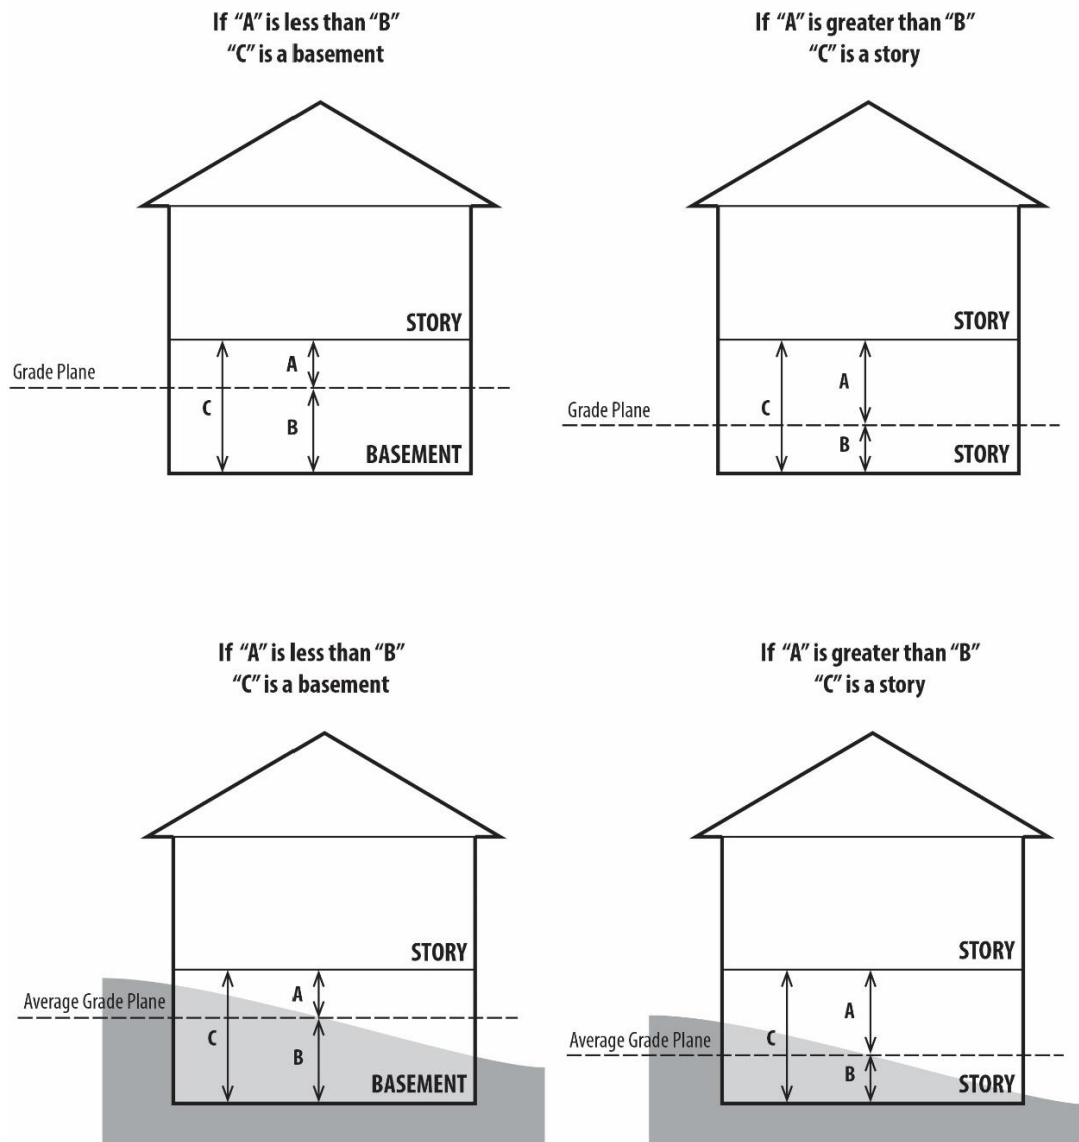 If “A” is less than “B”
“C” is a basement
STORY
A
Grade Plane
C
B
BASEMENT
If “A” is greater than “B”
“C” is a story
STORY
A
C
Grade Plane
B
STORY
If “A” is less than “B”
“C” is a basement
STORY
A
Average Grade Plane
C
B
BASEMENT
If “A” is greater than “B”
“C” is a story
STORY
A
C
Average Grade Plane
B
STORY